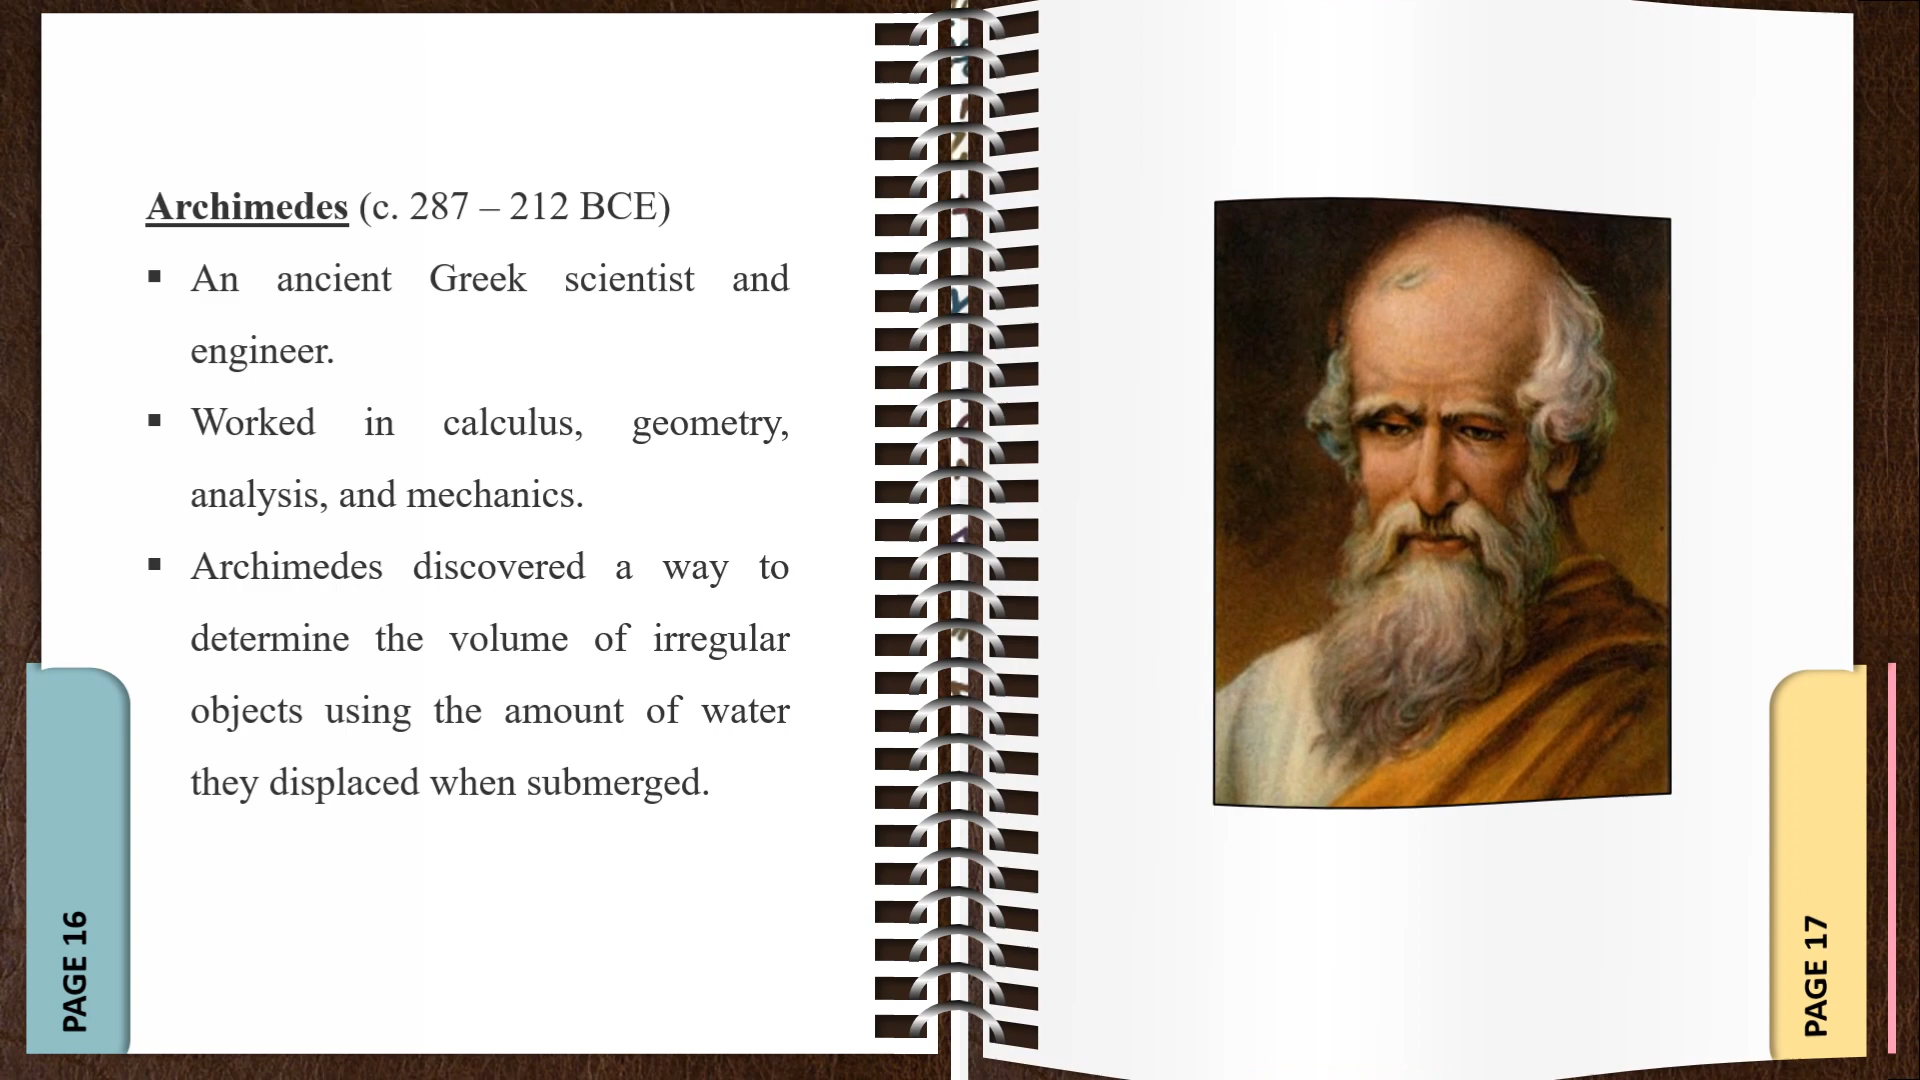 Archimedes (c. 287 – 212 BCE)
▪ An ancient Greek scientist and
engineer.
▪ Worked in calculus, geometry,
analysis, and mechanics.
▪ Archimedes discovered a way to
determine the volume of irregular
objects using the amount of water
they displaced when submerged.
PAGE 16
PAGE 17